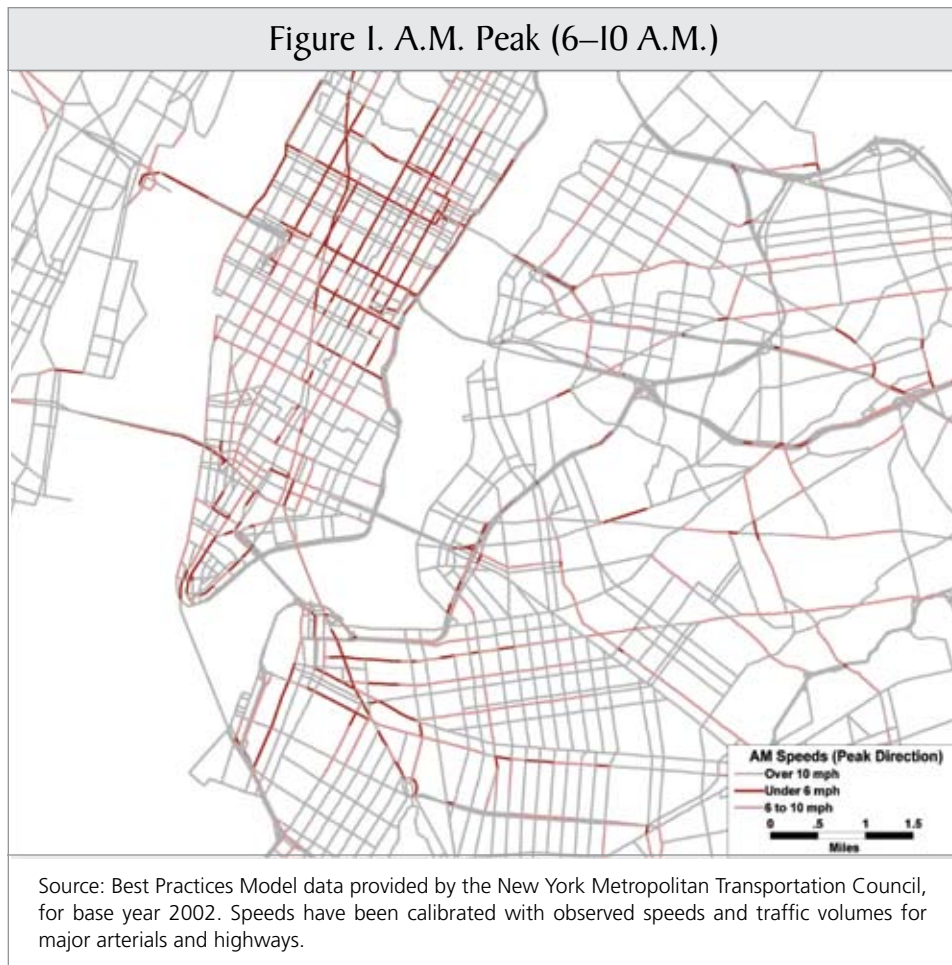 Figure 1. A.M. Peak (6–10 A.M.)
AM Speeds (Peak Direction)
Over 10 mph
Under 6 mph
6 to 10 mph
0 .5 1 1.5
Miles
Source: Best Practices Model data provided by the New York Metropolitan Transportation Council,
for base year 2002. Speeds have been calibrated with observed speeds and traffic volumes for
major arterials and highways.